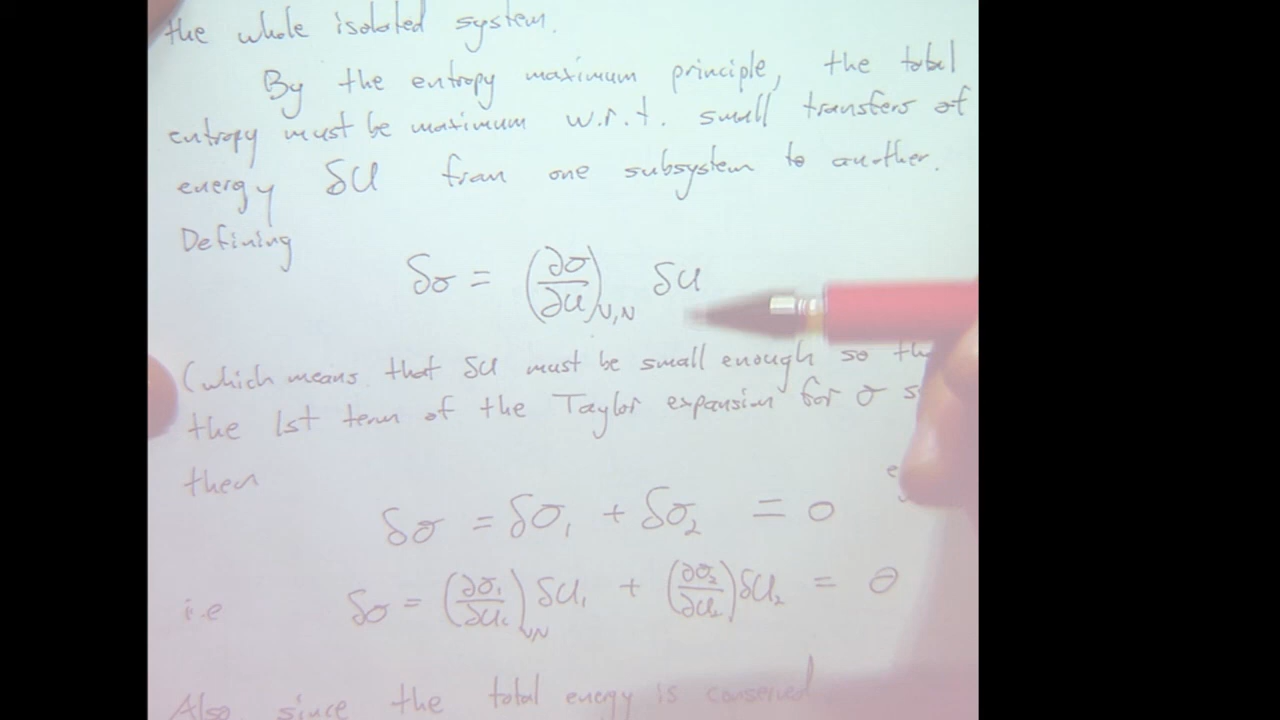 the whole isolated system.
By the entropy maximum principle, the total
entropy must be maximum w.r.t. small transfers of
energy δU from one subsystem to another.
Defining
δσ = (∂σ/∂U)_V,N δU
(which means that δU must be small enough so
the 1st term of the Taylor expansion for σ
then
δσ = δσ₁ + δσ₂ = 0
i.e δσ = (∂σ₁/∂U₁)_V,N δU₁ + (∂σ₂/∂U₂) δU₂ = 0
Also since the total energy is conserved